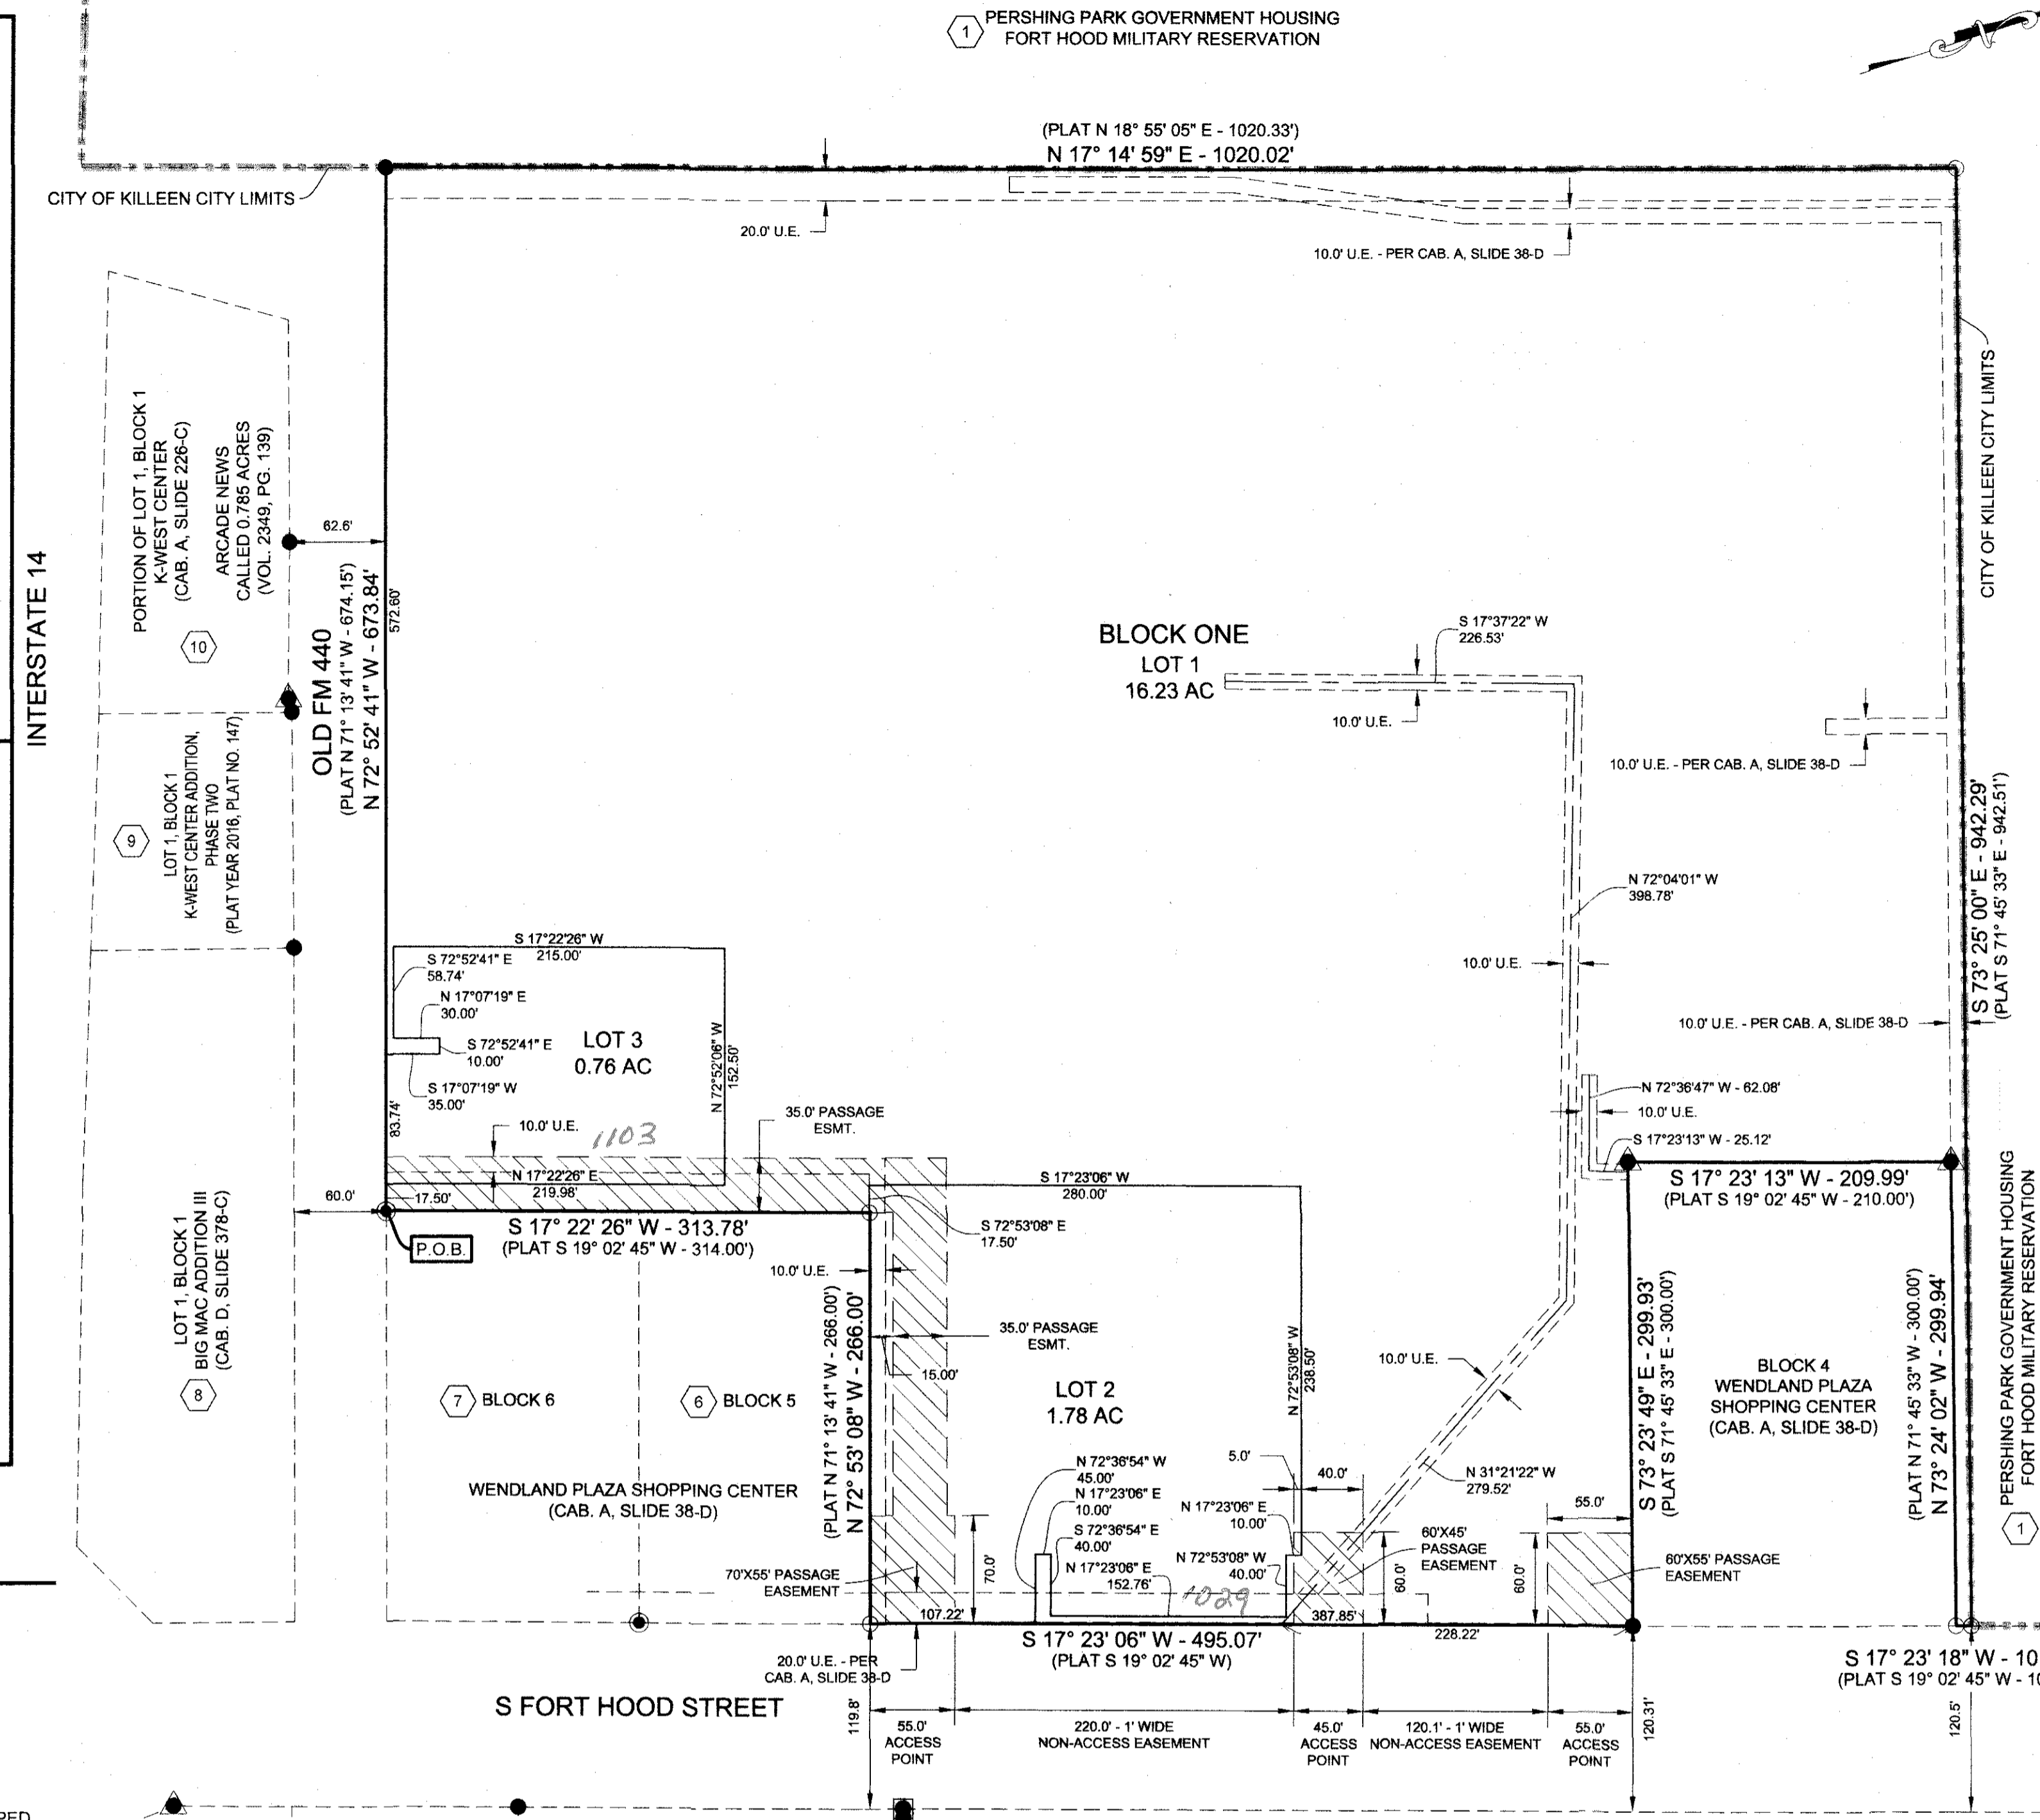 1
PERSHING PARK GOVERNMENT HOUSING
FORT HOOD MILITARY RESERVATION
N
(PLAT N 18° 55' 05" E - 1020.33')
N 17° 14' 59" E - 1020.02'
CITY OF KILLEEN CITY LIMITS
20.0' U.E.
10.0' U.E. - PER CAB. A, SLIDE 38-D
CITY OF KILLEEN CITY LIMITS
INTERSTATE 14
PORTION OF LOT 1, BLOCK 1
K-WEST CENTER
(CAB. A, SLIDE 226-C)
ARCADE NEWS
CALLED 0.785 ACRES
(VOL. 2349, PG. 139)
10
62.6'
OLD FM 440
(PLAT N 71° 13' 41" W - 674.15')
N 72° 52' 41" W - 673.84'
572.60'
BLOCK ONE
LOT 1
16.23 AC
S 17°37'22" W
226.53'
10.0' U.E.
10.0' U.E. - PER CAB. A, SLIDE 38-D
9
LOT 1, BLOCK 1
K-WEST CENTER ADDITION,
PHASE TWO
(PLAT YEAR 2016, PLAT NO. 147)
N 72°04'01" W
398.78'
10.0' U.E.
S 73° 25' 00" E - 942.29'
(PLAT S 71° 45' 33" E - 942.51')
10.0' U.E. - PER CAB. A, SLIDE 38-D
S 17°22'26" W
215.00'
S 72°52'41" E
58.74'
N 17°07'19" E
30.00'
S 72°52'41" E
10.00'
S 17°07'19" W
35.00'
LOT 3
0.76 AC
N 72°52'06" W
152.50'
83.74'
10.0' U.E.
1103
35.0' PASSAGE
ESMT.
N 17°22'26" E
219.98'
17.50'
60.0'
S 17° 22' 26" W - 313.78'
(PLAT S 19° 02' 45" W - 314.00')
P.O.B.
N 72°36'47" W - 62.08'
10.0' U.E.
S 17°23'13" W - 25.12'
S 17° 23' 13" W - 209.99'
(PLAT S 19° 02' 45" W - 210.00')
S 17°23'06" W
280.00'
S 72°53'08" E
17.50'
10.0' U.E.
LOT 1, BLOCK 1
BIG MAC ADDITION III
(CAB. D, SLIDE 378-C)
8
7
BLOCK 6
6
BLOCK 5
WENDLAND PLAZA SHOPPING CENTER
(CAB. A, SLIDE 38-D)
(PLAT N 71° 13' 41" W - 266.00')
N 72° 53' 08" W - 266.00'
35.0' PASSAGE
ESMT.
15.00'
LOT 2
1.78 AC
N 72°53'08" W
238.50'
10.0' U.E.
N 31°21'22" W
279.52'
S 73° 23' 49" E - 299.93'
(PLAT S 71° 45' 33" E - 300.00')
BLOCK 4
WENDLAND PLAZA
SHOPPING CENTER
(CAB. A, SLIDE 38-D)
(PLAT N 71° 45' 33" W - 300.00')
N 73° 24' 02" W - 299.94'
PERSHING PARK GOVERNMENT HOUSING
FORT HOOD MILITARY RESERVATION
1
N 72°36'54" W
45.00'
N 17°23'06" E
10.00'
S 72°36'54" E
40.00'
N 17°23'06" E
152.76'
5.0'
40.0'
N 17°23'06" E
10.00'
N 72°53'08" W
40.00'
1029
60'X45'
PASSAGE
EASEMENT
60.0'
60.0'
55.0'
60'X55' PASSAGE
EASEMENT
70'X55' PASSAGE
EASEMENT
70.0'
107.22'
387.85'
228.22'
S 17° 23' 06" W - 495.07'
(PLAT S 19° 02' 45" W)
20.0' U.E. - PER
CAB. A, SLIDE 38-D
S FORT HOOD STREET
119.8'
55.0'
ACCESS
POINT
220.0' - 1' WIDE
NON-ACCESS EASEMENT
45.0'
ACCESS
POINT
120.1' - 1' WIDE
NON-ACCESS EASEMENT
55.0'
ACCESS
POINT
120.31'
S 17° 23' 18" W - 10
(PLAT S 19° 02' 45" W - 10
120.5'
PED